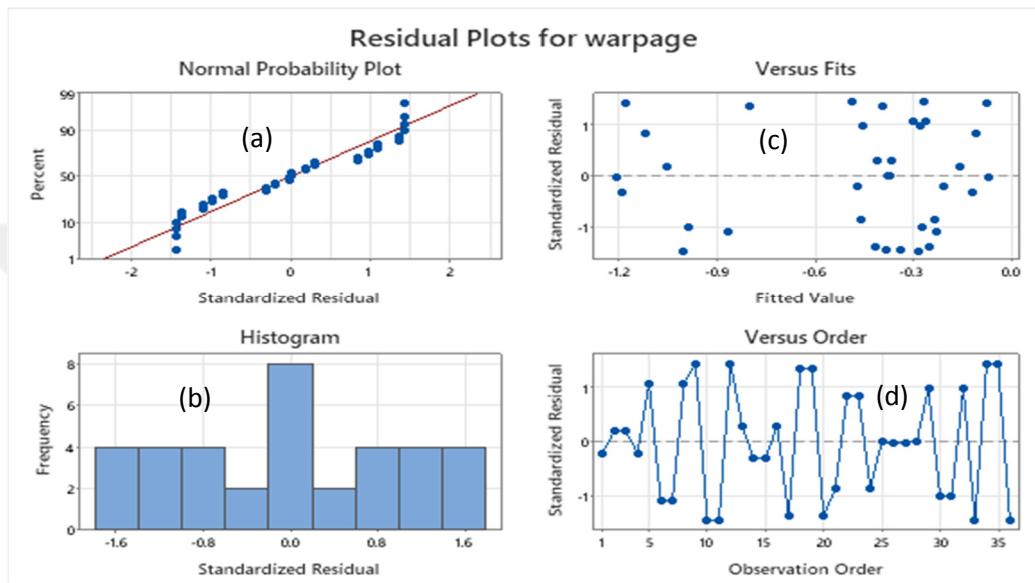 Residual Plots for warpage
Normal Probability Plot
99
90
50
10
1
Percent
(a)
-2 -1 0 1 2
Standardized Residual
Versus Fits
1
0
-1
Standardized Residual
(c)
-1.2 -0.9 -0.6 -0.3 0.0
Fitted Value
Histogram
8
6
4
2
0
Frequency
(b)
-1.6 -0.8 0.0 0.8 1.6
Standardized Residual
Versus Order
1
0
-1
Standardized Residual
(d)
1 5 10 15 20 25 30 35
Observation Order